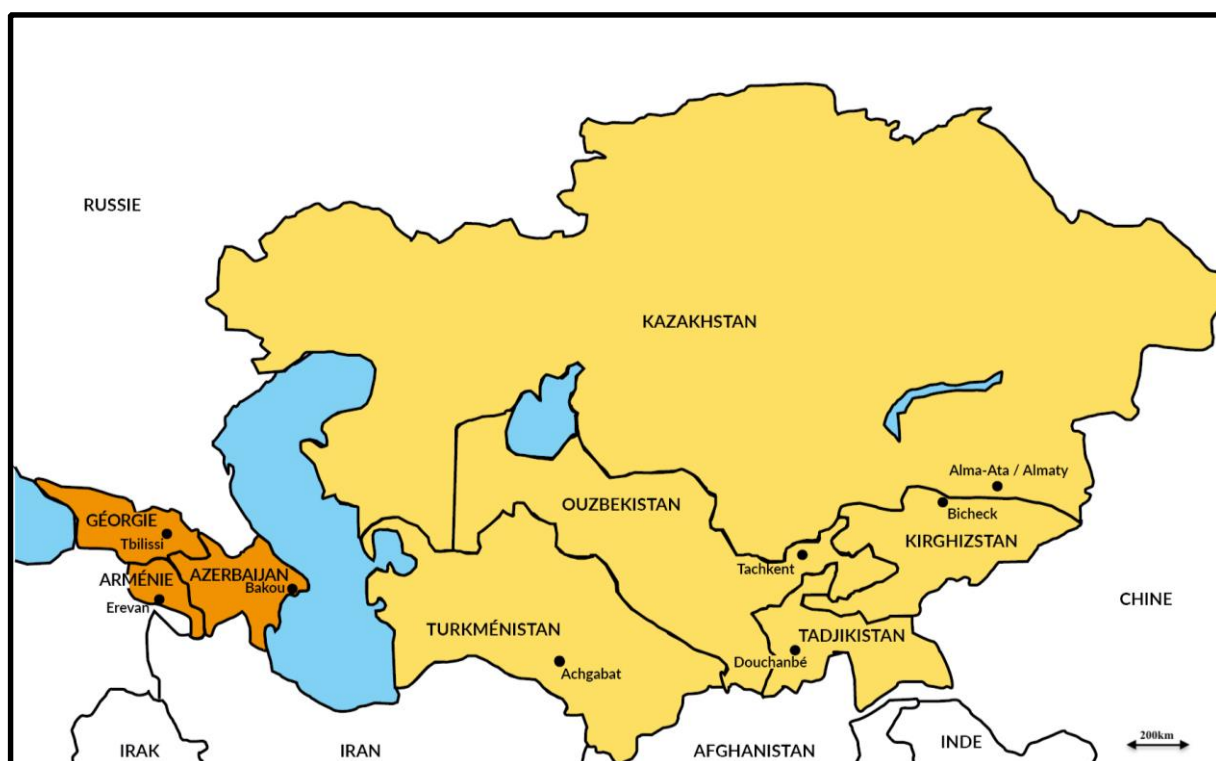 RUSSIE
KAZAKHSTAN
Alma-Ata / Almaty
GÉORGIE
OUZBEKISTAN
Bicheck
Tbilissi
KIRGHIZSTAN
Tachkent
ARMÉNIE
AZERBAIJAN
Bakou
Erevan
CHINE
TURKMÉNISTAN
TADJIKISTAN
Douchanbé
Achgabat
IRAK
IRAN
AFGHANISTAN
INDE
200km